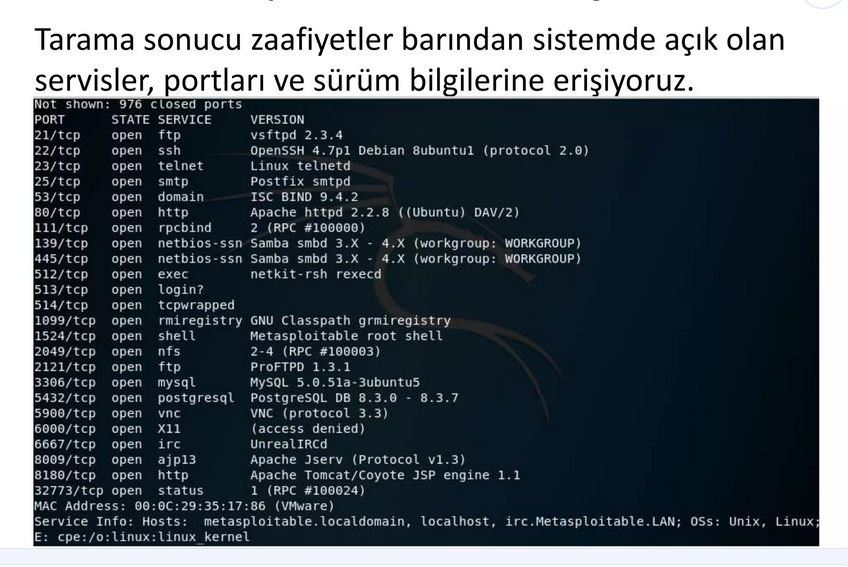 Tarama sonucu zaafiyetler barından sistemde açık olan
servisler, portları ve sürüm bilgilerine erişiyoruz.
Not shown: 976 closed ports
PORT STATE SERVICE VERSION
21/tcp open ftp vsftpd 2.3.4
22/tcp open ssh OpenSSH 4.7p1 Debian 8ubuntu1 (protocol 2.0)
23/tcp open telnet Linux telnetd
25/tcp open smtp Postfix smtpd
53/tcp open domain ISC BIND 9.4.2
80/tcp open http Apache httpd 2.2.8 ((Ubuntu) DAV/2)
111/tcp open rpcbind 2 (RPC #100000)
139/tcp open netbios-ssn Samba smbd 3.X - 4.X (workgroup: WORKGROUP)
445/tcp open netbios-ssn Samba smbd 3.X - 4.X (workgroup: WORKGROUP)
512/tcp open exec netkit-rsh rexecd
513/tcp open login?
514/tcp open tcpwrapped
1099/tcp open rmiregistry GNU Classpath grmiregistry
1524/tcp open shell Metasploitable root shell
2049/tcp open nfs 2-4 (RPC #100003)
2121/tcp open ftp ProFTPD 1.3.1
3306/tcp open mysql MySQL 5.0.51a-3ubuntu5
5432/tcp open postgresql PostgreSQL DB 8.3.0 - 8.3.7
5900/tcp open vnc VNC (protocol 3.3)
6000/tcp open X11 (access denied)
6667/tcp open irc UnrealIRCd
8009/tcp open ajp13 Apache Jserv (Protocol v1.3)
8180/tcp open http Apache Tomcat/Coyote JSP engine 1.1
32773/tcp open status 1 (RPC #100024)
MAC Address: 00:0C:29:35:17:86 (VMware)
Service Info: Hosts: metasploitable.localdomain, localhost, irc.Metasploitable.LAN; OSs: Unix, Linux;
E: cpe:/o:linux:linux_kernel